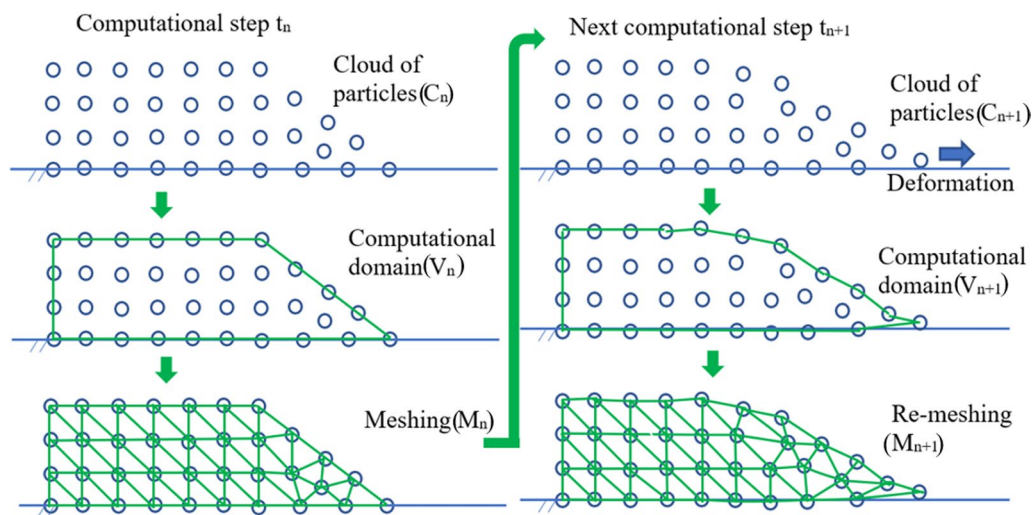 Computational step tn
Cloud of
particles(Cn)
Computational
domain(Vn)
Meshing(Mn)
Next computational step tn+1
Cloud of
particles(Cn+1)
Deformation
Computational
domain(Vn+1)
Re-meshing
(Mn+1)